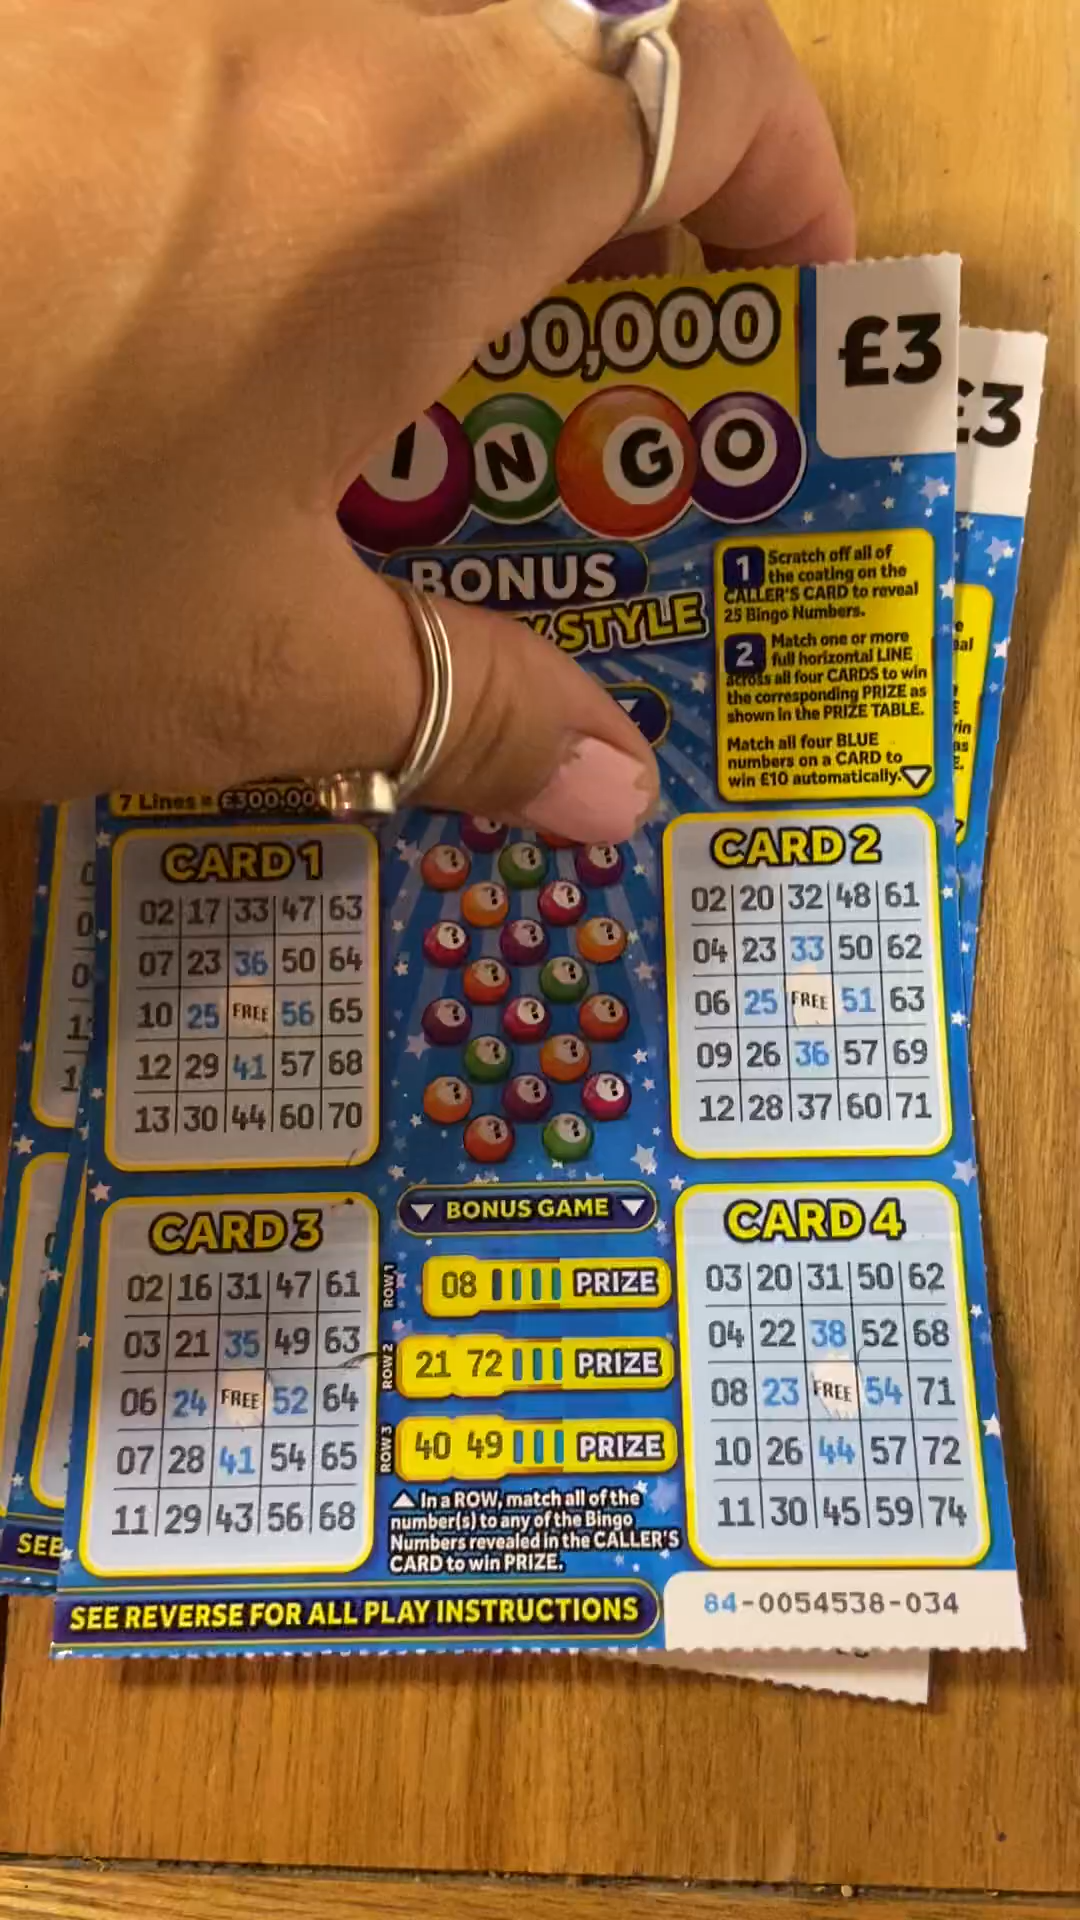 00,000
£3
£3
I N G O
BONUS
STYLE
1 Scratch off all of
the coating on the
CALLER'S CARD to reveal
25 Bingo Numbers.
2 Match one or more
full horizontal LINE
across all four CARDS to win
the corresponding PRIZE as
shown in the PRIZE TABLE.
Match all four BLUE
numbers on a CARD to
win £10 automatically.
7 Lines = £300,00
CARD 1
02 17 33 47 63
07 23 36 50 64
10 25 FREE 56 65
12 29 41 57 68
13 30 44 60 70
CARD 2
02 20 32 48 61
04 23 33 50 62
06 25 FREE 51 63
09 26 36 57 69
12 28 37 60 71
CARD 3
02 16 31 47 61
03 21 35 49 63
06 24 FREE 52 64
07 28 41 54 65
11 29 43 56 68
BONUS GAME
ROW 1 08 PRIZE
ROW 2 21 72 PRIZE
ROW 3 40 49 PRIZE
In a ROW, match all of the
number(s) to any of the Bingo
Numbers revealed in the CALLER'S
CARD to win PRIZE.
CARD 4
03 20 31 50 62
04 22 38 52 68
08 23 FREE 54 71
10 26 44 57 72
11 30 45 59 74
SEE
SEE REVERSE FOR ALL PLAY INSTRUCTIONS
84-0054538-034